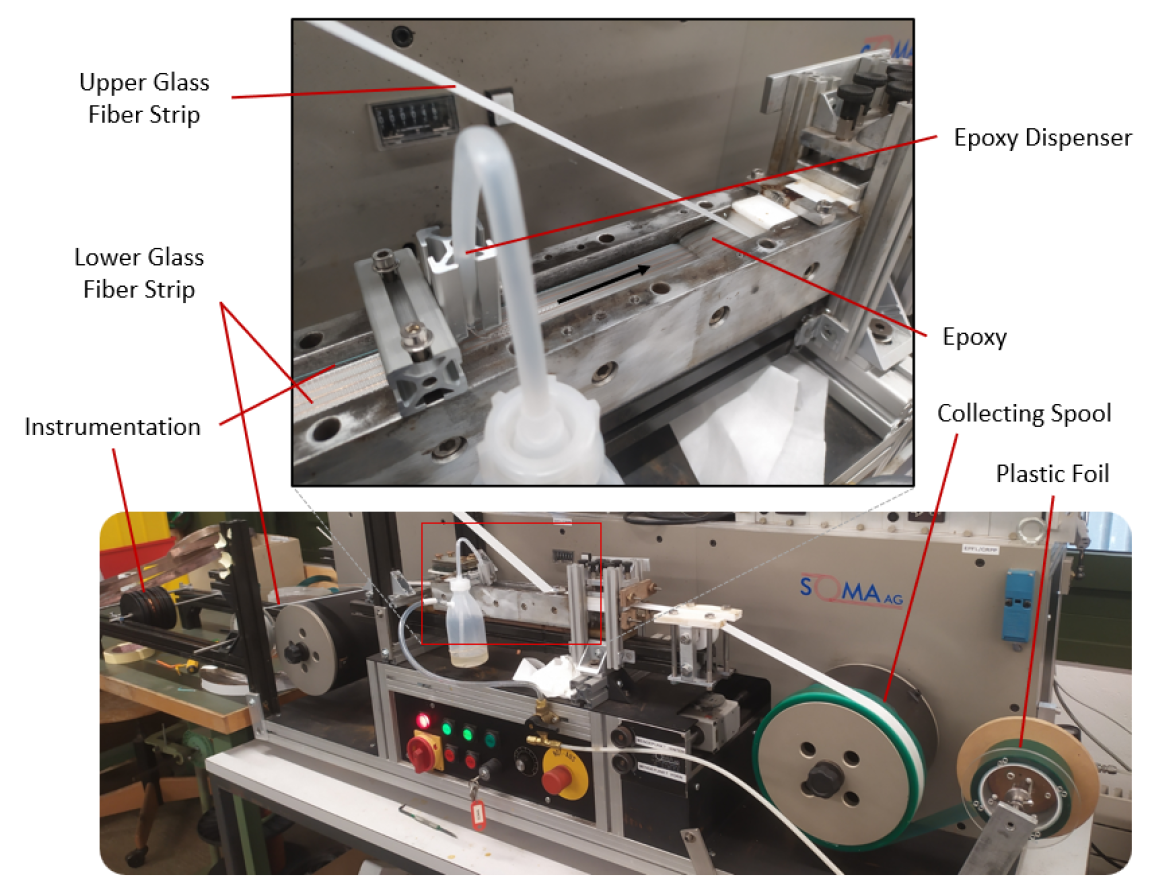 Upper Glass
Fiber Strip
Epoxy Dispenser
Lower Glass
Fiber Strip
Epoxy
Instrumentation
Collecting Spool
Plastic Foil
SOMA AG